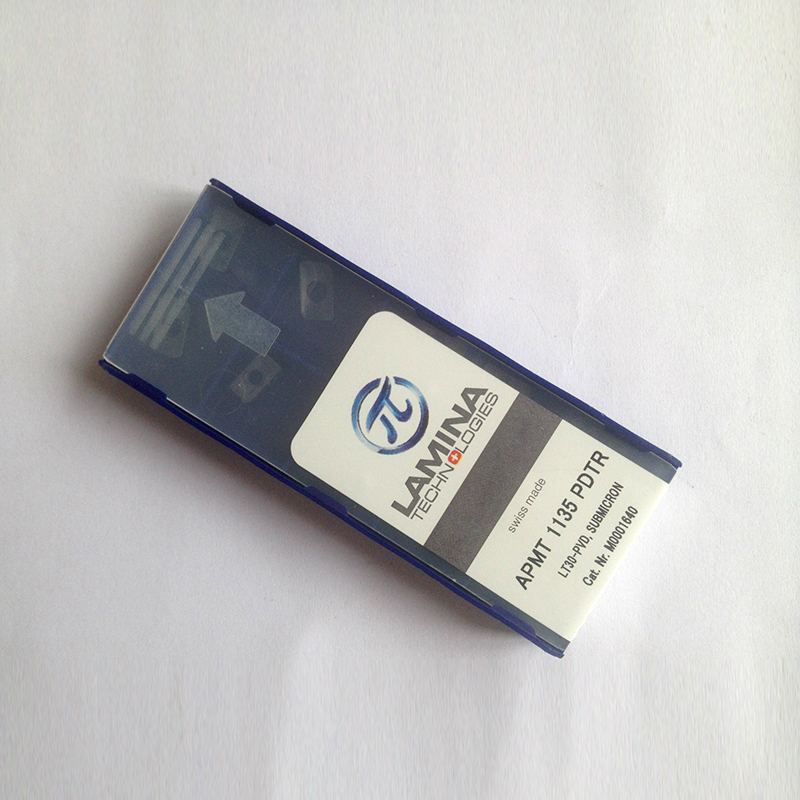 π
LAMINA
TECHNOLOGIES
swiss made
APMT 1135 PDTR
LT30-PVD, SUBMICRON
Cat. Nr. M0001640